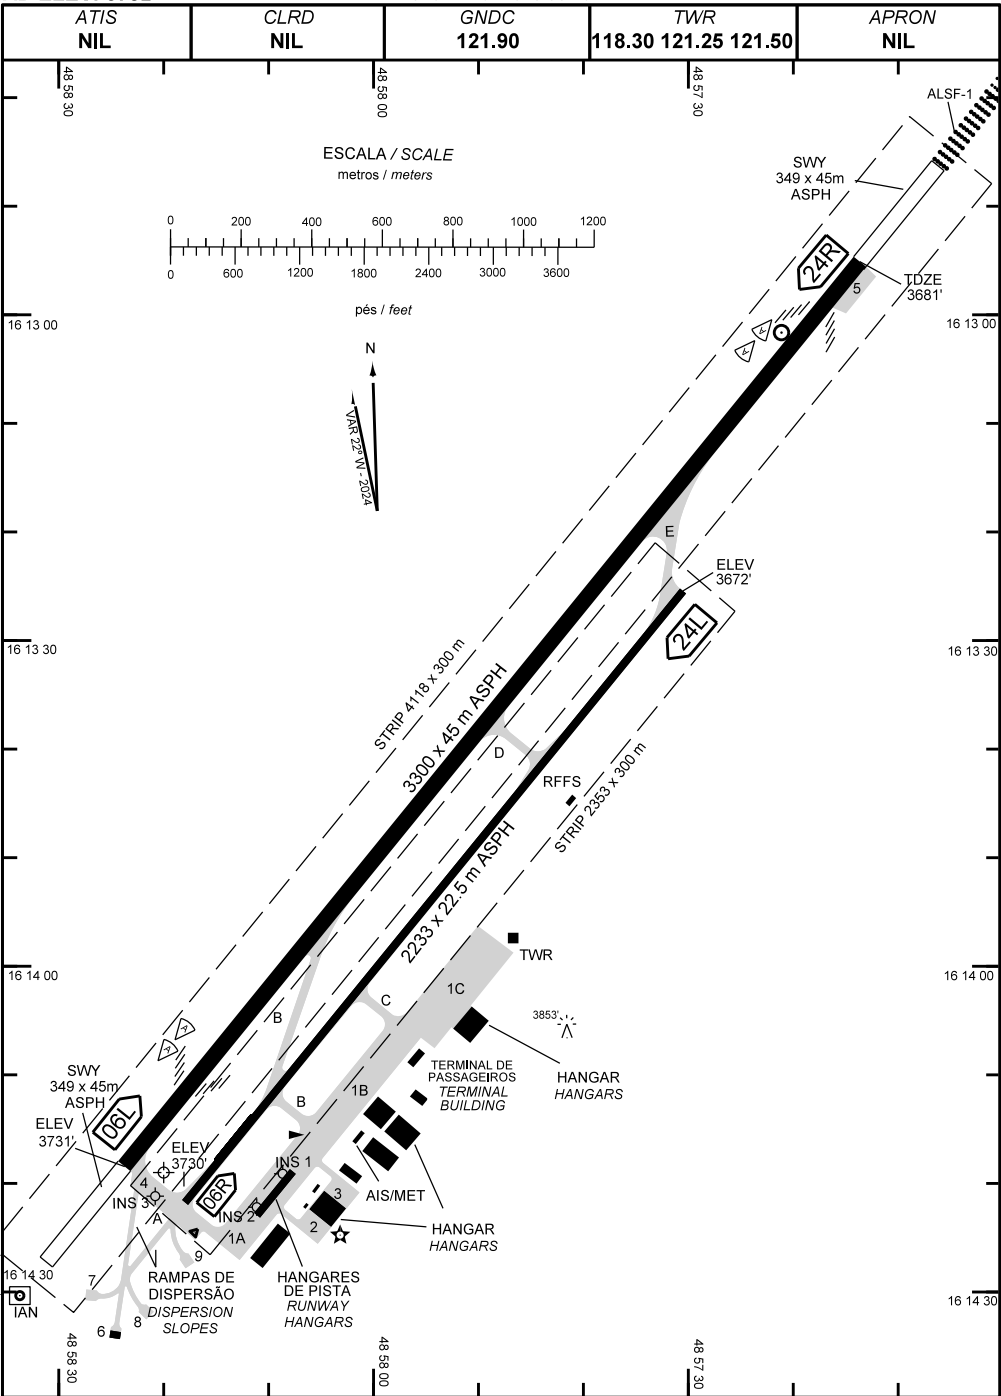 ATIS
NIL
CLRD
NIL
GNDC
121.90
TWR
118.30 121.25 121.50
APRON
NIL
48 58 30
48 58 00
48 57 30
ALSF-1
ESCALA / SCALE
metros / meters
0 200 400 600 800 1000 1200
0 600 1200 1800 2400 3000 3600
pés / feet
SWY
349 x 45m
ASPH
24R
TDZE
3681'
5
16 13 00
16 13 00
A
A
N
VAR 22° W - 2024
E
ELEV
3672'
24L
16 13 30
16 13 30
STRIP 4118 x 300 m
3300 x 45 m ASPH
D
RFFS
STRIP 2353 x 300 m
2233 x 22.5 m ASPH
TWR
16 14 00
16 14 00
1C
C
B
3853'
A
A
TERMINAL DE
PASSAGEIROS
TERMINAL
BUILDING
HANGAR
HANGARS
SWY
349 x 45m
ASPH
1B
B
06L
ELEV
3731'
ELEV
3730'
INS 1
4
INS 3
A
06R
INS 2
3
AIS/MET
2
1A
HANGAR
HANGARS
9
16 14 30
16 14 30
IAN
7
RAMPAS DE
DISPERSÃO
DISPERSION
SLOPES
HANGARES
DE PISTA
RUNWAY
HANGARS
8
6
48 58 30
48 58 00
48 57 30